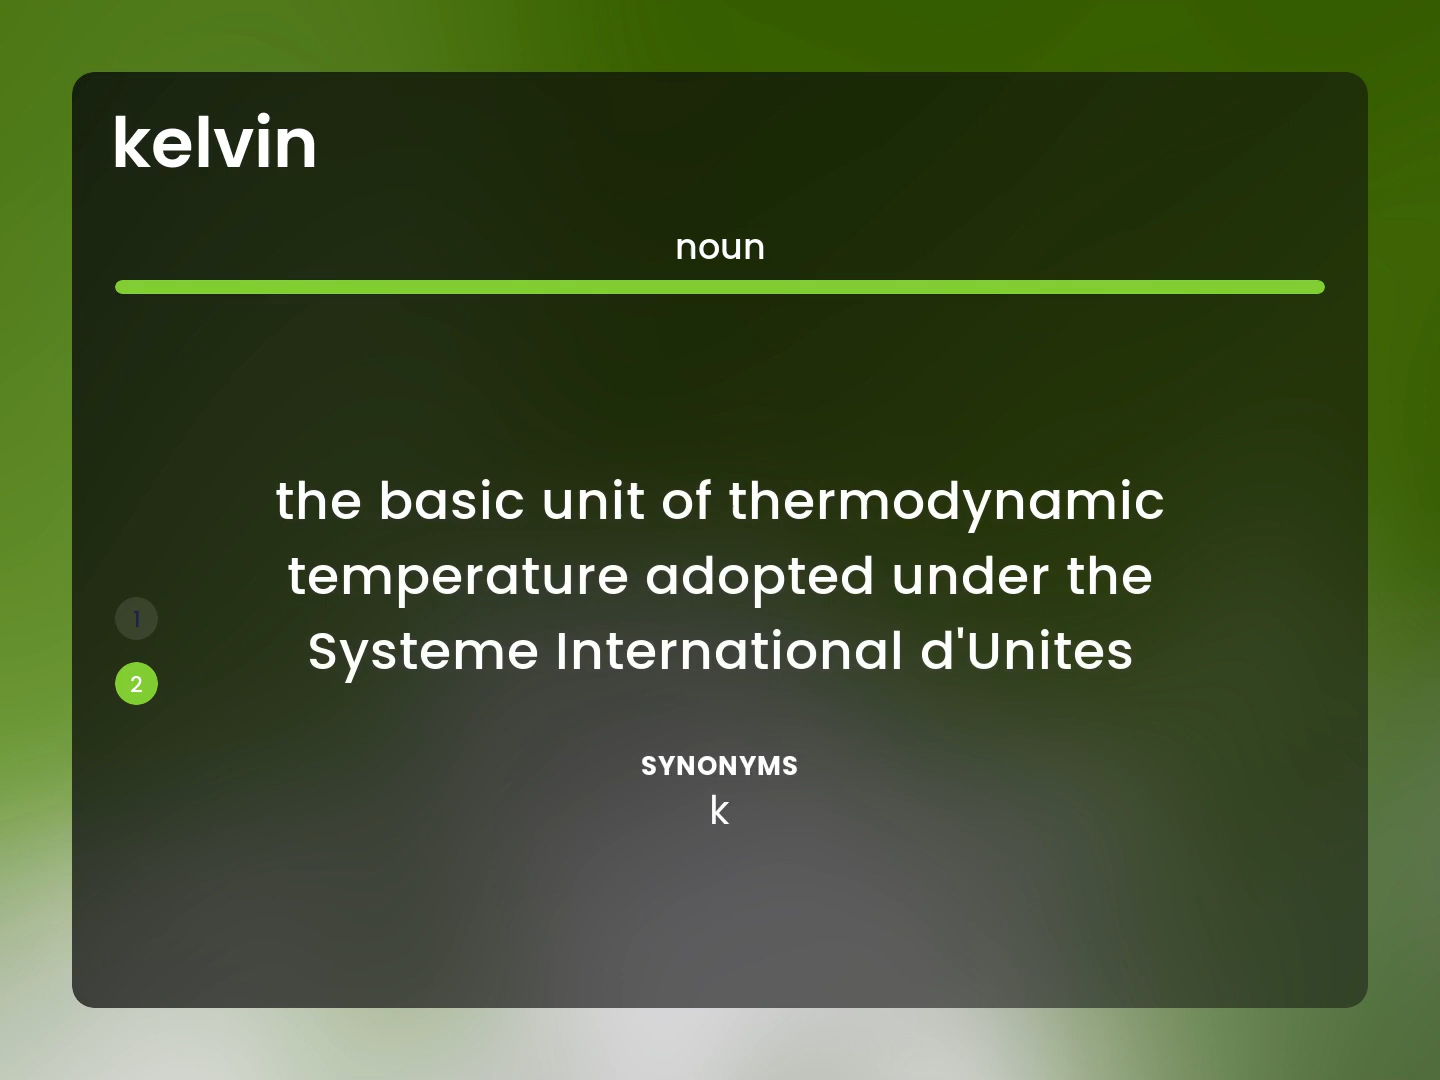 kelvin
noun
the basic unit of thermodynamic
temperature adopted under the
Systeme International d'Unites
1
2
SYNONYMS
k